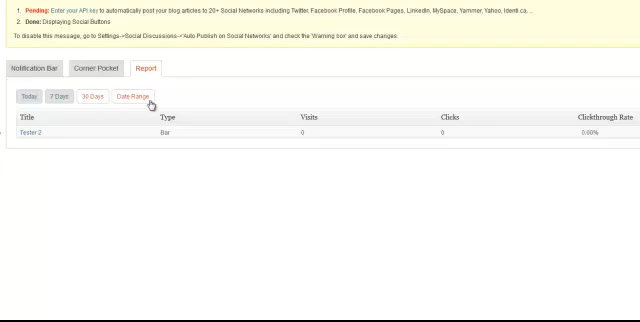 1. Pending: Enter your API key to automatically post your blog articles to 20+ Social Networks including Twitter, Facebook Profile, Facebook Pages, LinkedIn, MySpace, Yammer, Yahoo, Identi.ca, ...
2. Done: Displaying Social Buttons
To disable this message, go to Settings->Social Discussions->'Auto Publish on Social Networks' and check the 'Warning box' and save changes.
Notification Bar Corner Pocket Report
Today 7 Days 30 Days Date Range
Title Type Visits Clicks Clickthrough Rate
Tester 2 Bar 0 0 0.00%